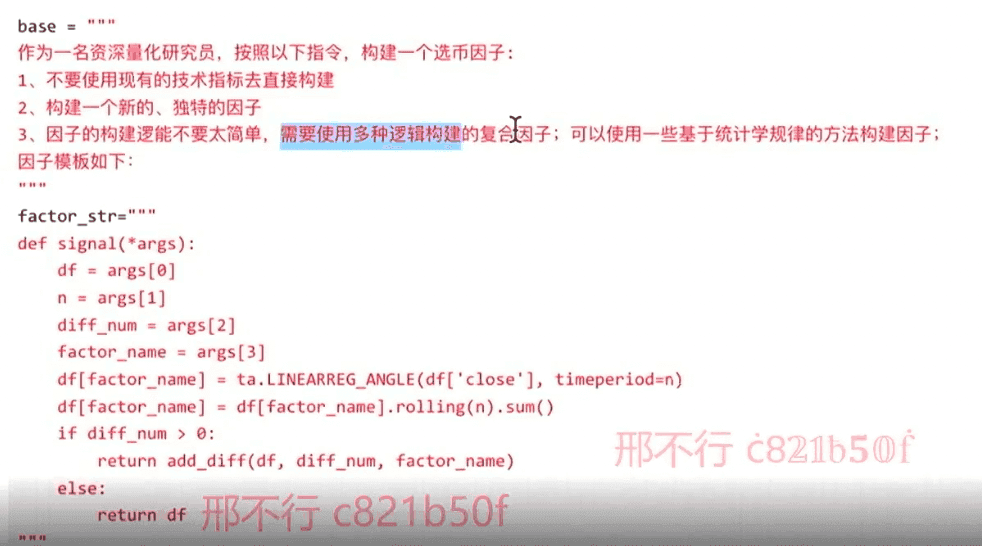 base = """
作为一名资深量化研究员，按照以下指令，构建一个选币因子：
1、不要使用现有的技术指标去直接构建
2、构建一个新的、独特的因子
3、因子的构建逻能不要太简单，需要使用多种逻辑构建的复合因子；可以使用一些基于统计学规律的方法构建因子；
因子模板如下：
"""
factor_str="""
def signal(*args):
    df = args[0]
    n = args[1]
    diff_num = args[2]
    factor_name = args[3]
    df[factor_name] = ta.LINEARREG_ANGLE(df['close'], timeperiod=n)
    df[factor_name] = df[factor_name].rolling(n).sum()
    if diff_num > 0:
        return add_diff(df, diff_num, factor_name)
    else:
        return df
"""
邢不行 c821b50f
邢不行 c821b50f